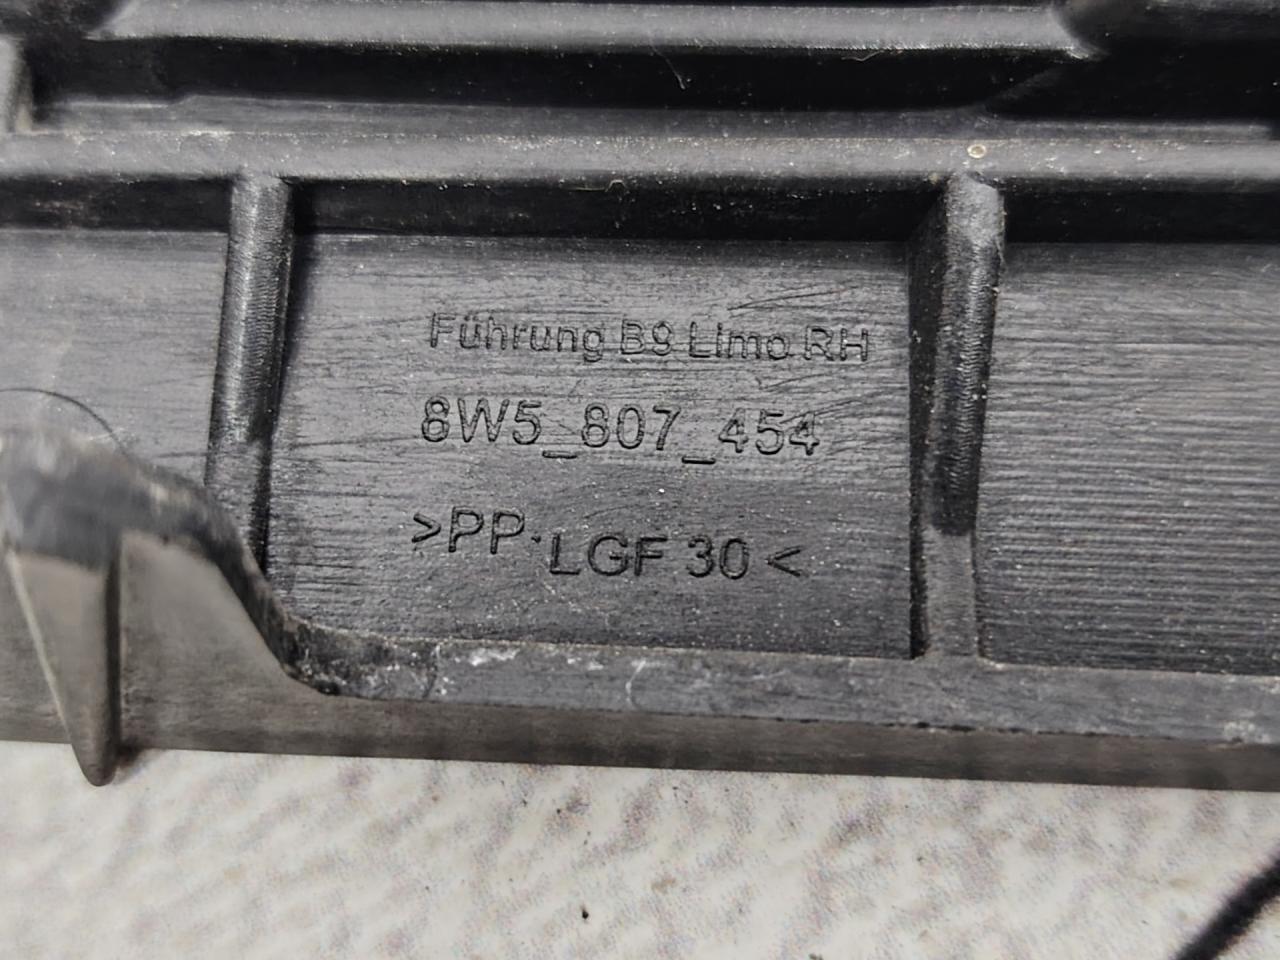 Führung B9 Limo RH
8W5_807_454
>PP-LGF 30<